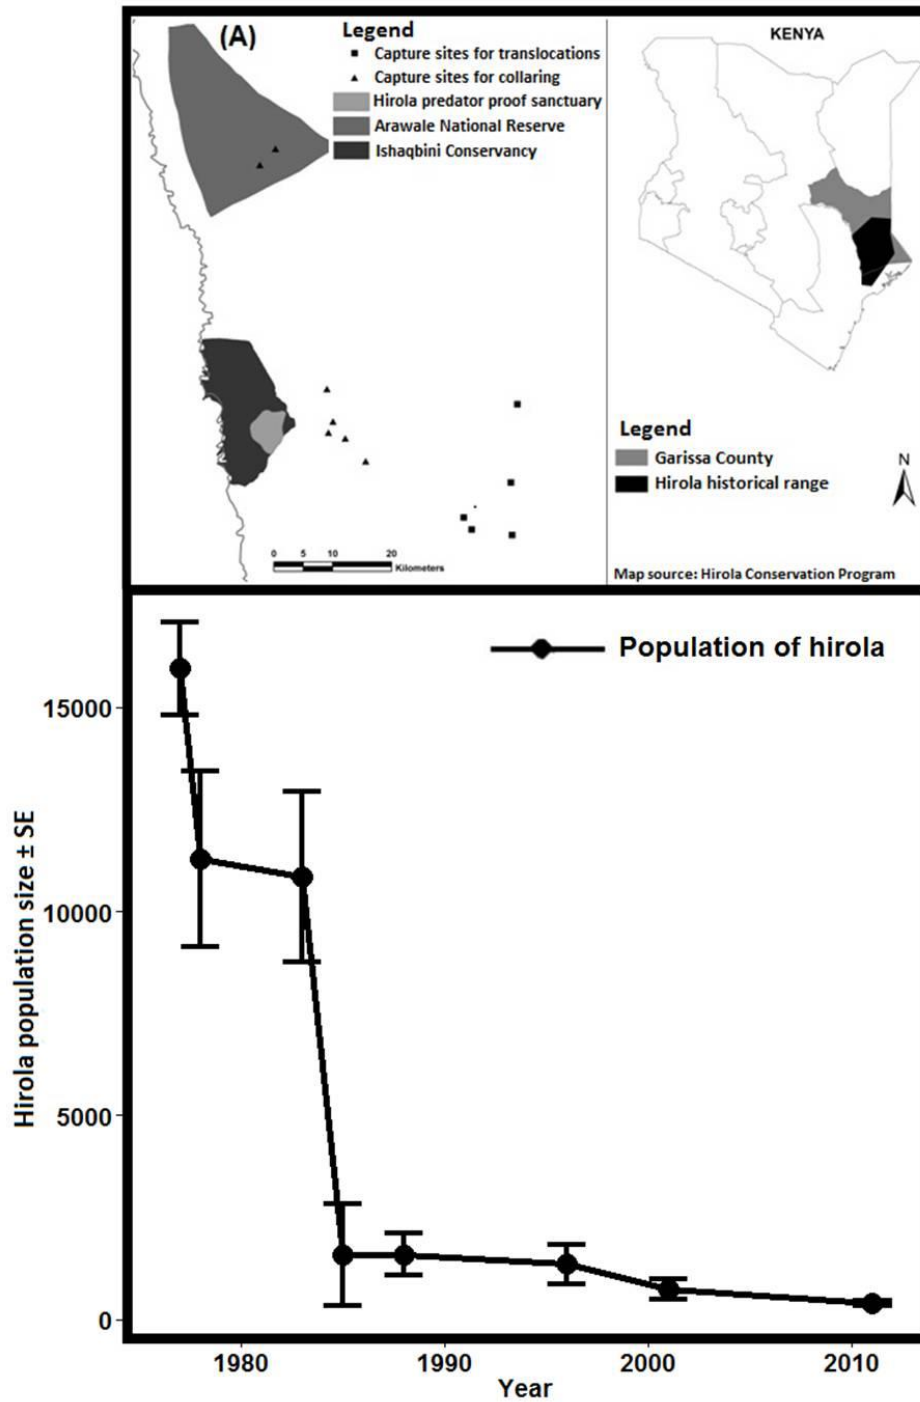 (A)
Legend
Capture sites for translocations
Capture sites for collaring
Hirola predator proof sanctuary
Arawale National Reserve
Ishaqbini Conservancy
0 5 10 20
Kilometers
KENYA
Legend
Garissa County
Hirola historical range
N
Map source: Hirola Conservation Program
Population of hirola
Hirola population size ± SE
15000
10000
5000
0
1980 1990 2000 2010
Year